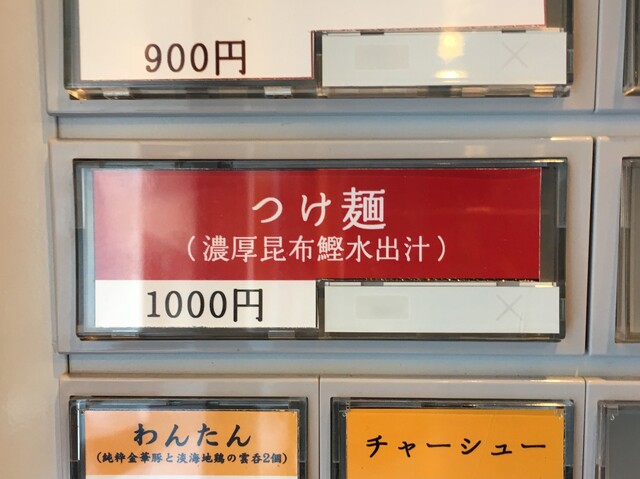 900円
つけ麺
（濃厚昆布鰹水出汁）
1000円
わんたん
（純粋金華豚と淡海地鶏の雲呑2個）
チャーシュー